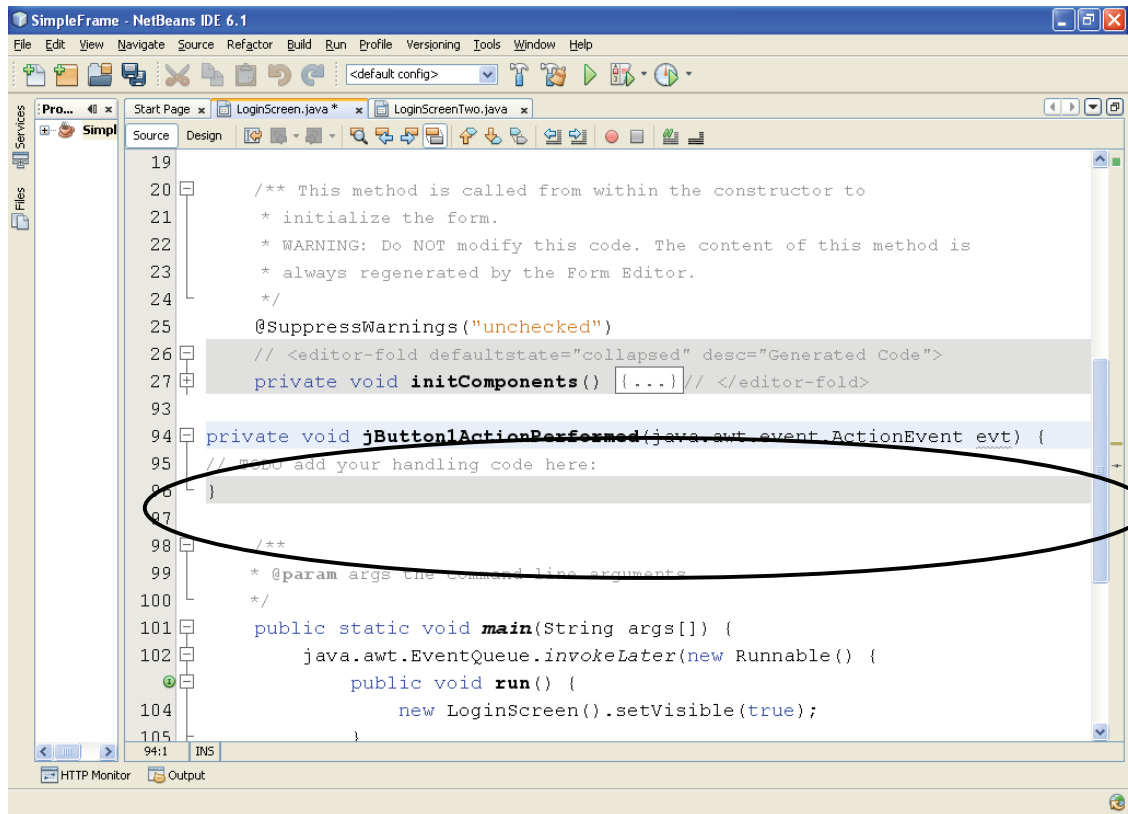 SimpleFrame - NetBeans IDE 6.1
File Edit View Navigate Source Refactor Build Run Profile Versioning Tools Window Help
<default config>
Services
Files
Pro...
Simpl
Start Page LoginScreen.java * LoginScreenTwo.java
Source Design
19
20 /** This method is called from within the constructor to
21 * initialize the form.
22 * WARNING: Do NOT modify this code. The content of this method is
23 * always regenerated by the Form Editor.
24 */
25 @SuppressWarnings("unchecked")
26 // <editor-fold defaultstate="collapsed" desc="Generated Code">
27 private void initComponents() {...}// </editor-fold>
93
94 private void jButton1ActionPerformed(java.awt.event.ActionEvent evt) {
95 // TODO add your handling code here:
96 }
97
98 /**
99 * @param args the command line arguments
100 */
101 public static void main(String args[]) {
102 java.awt.EventQueue.invokeLater(new Runnable() {
public void run() {
104 new LoginScreen().setVisible(true);
105 }
94:1 INS
HTTP Monitor Output